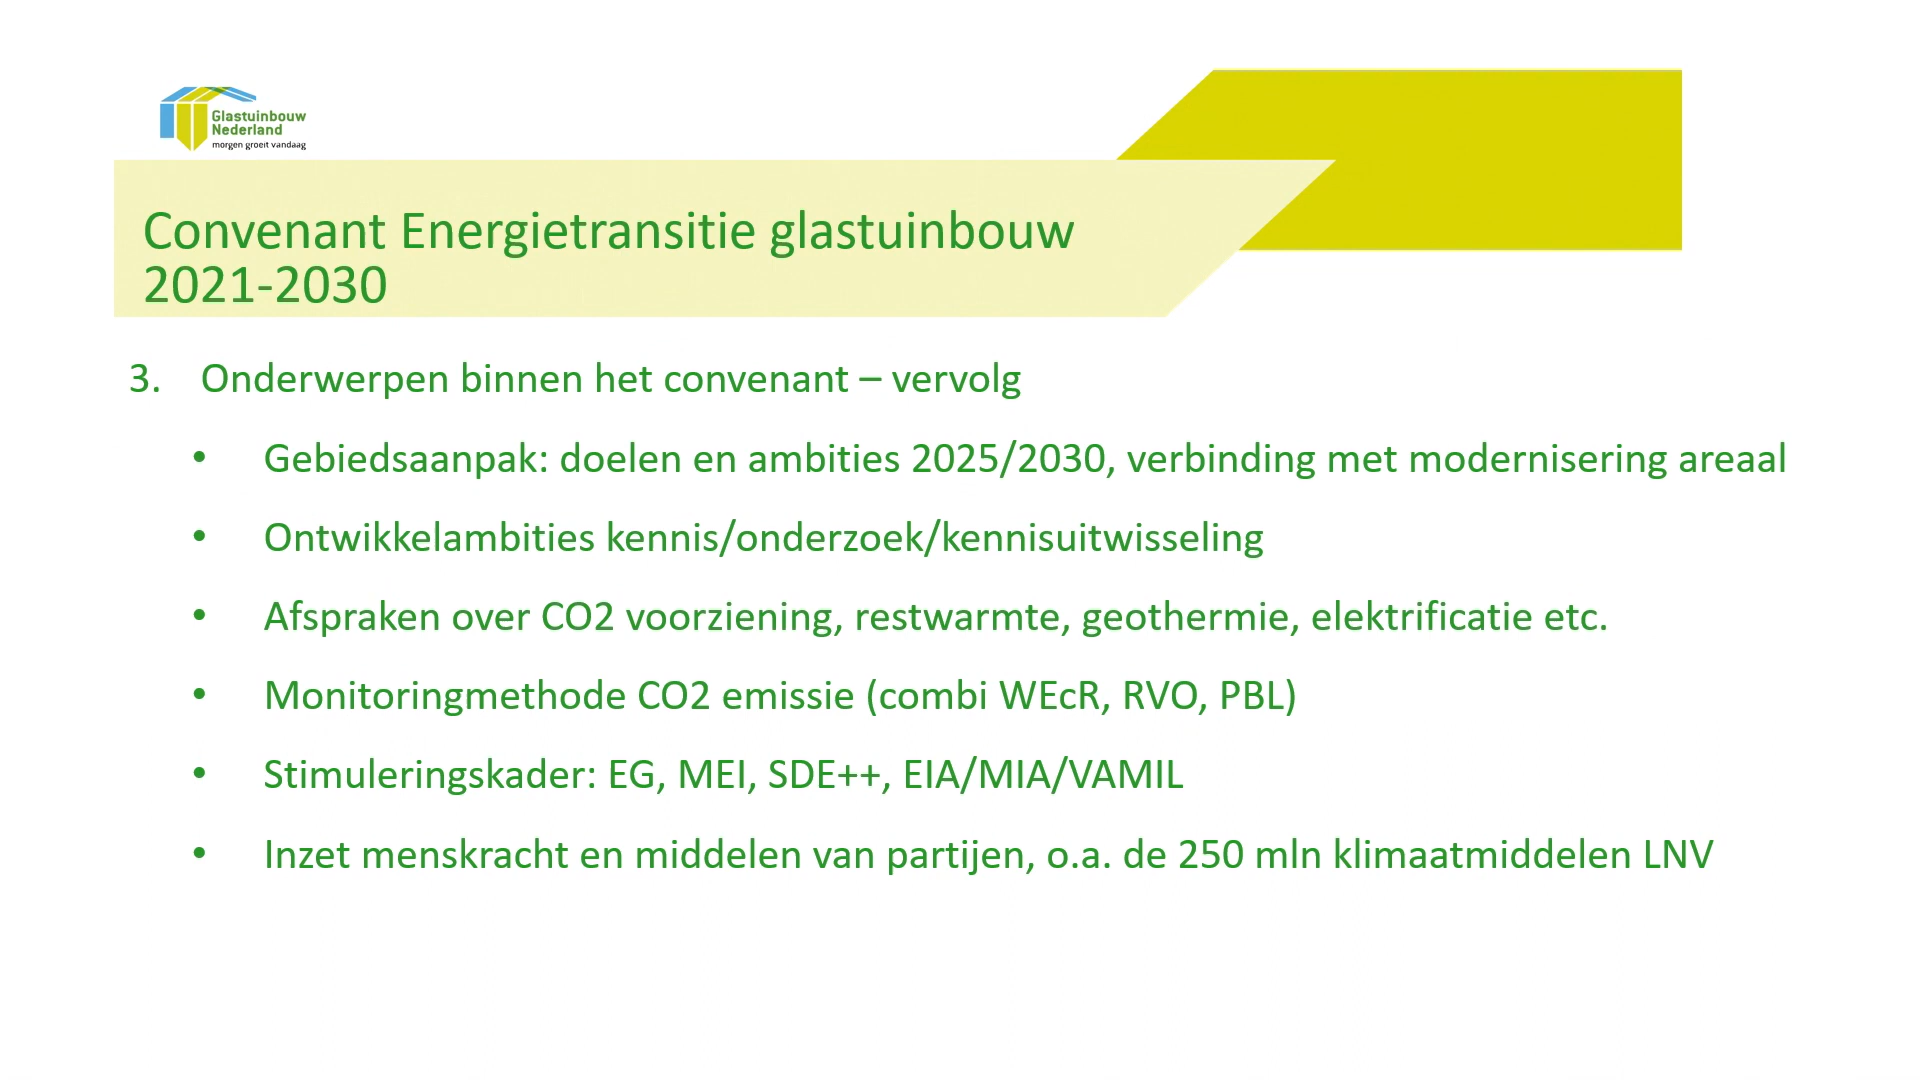 Glastuinbouw
Nederland
morgen groeit vandaag
Convenant Energietransitie glastuinbouw
2021-2030
3. Onderwerpen binnen het convenant – vervolg
• Gebiedsaanpak: doelen en ambities 2025/2030, verbinding met modernisering areaal
• Ontwikkelambities kennis/onderzoek/kennisuitwisseling
• Afspraken over CO2 voorziening, restwarmte, geothermie, elektrificatie etc.
• Monitoringmethode CO2 emissie (combi WEcR, RVO, PBL)
• Stimuleringskader: EG, MEI, SDE++, EIA/MIA/VAMIL
• Inzet menskracht en middelen van partijen, o.a. de 250 mln klimaatmiddelen LNV